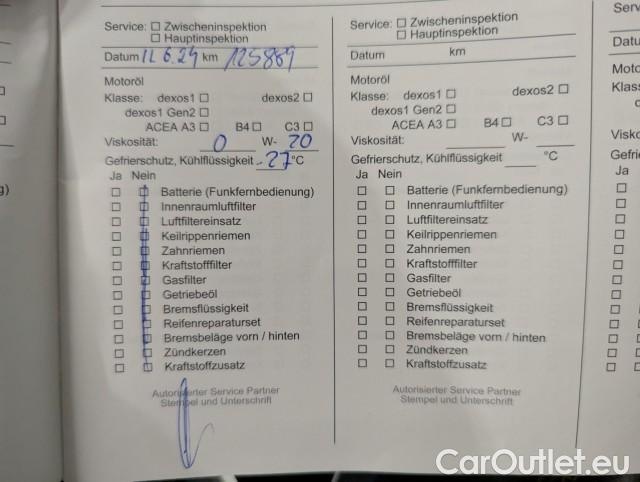 Service: ☐ Zwischeninspektion
☐ Hauptinspektion
Datum 12.6.24 km 125889
Motoröl
Klasse: dexos1 ☐ dexos2 ☐
dexos1 Gen2 ☐
ACEA A3 ☐ B4 ☐ C3 ☐
Viskosität: 0 W- 20
Gefrierschutz, Kühlflüssigkeit -27 °C
Ja Nein
☐ ☐ Batterie (Funkfernbedienung)
☐ ☐ Innenraumluftfilter
☐ ☐ Luftfiltereinsatz
☐ ☐ Keilrippenriemen
☐ ☐ Zahnriemen
☐ ☐ Kraftstofffilter
☐ ☐ Gasfilter
☐ ☐ Getriebeöl
☐ ☐ Bremsflüssigkeit
☐ ☐ Reifenreparaturset
☐ ☐ Bremsbeläge vorn / hinten
☐ ☐ Zündkerzen
☐ ☐ Kraftstoffzusatz
Autorisierter Service Partner
Stempel und Unterschrift
Service: ☐ Zwischeninspektion
☐ Hauptinspektion
Datum km
Motoröl
Klasse: dexos1 ☐ dexos2 ☐
dexos1 Gen2 ☐
ACEA A3 ☐ B4 ☐ C3 ☐
Viskosität: W-
Gefrierschutz, Kühlflüssigkeit °C
Ja Nein
☐ ☐ Batterie (Funkfernbedienung)
☐ ☐ Innenraumluftfilter
☐ ☐ Luftfiltereinsatz
☐ ☐ Keilrippenriemen
☐ ☐ Zahnriemen
☐ ☐ Kraftstofffilter
☐ ☐ Gasfilter
☐ ☐ Getriebeöl
☐ ☐ Bremsflüssigkeit
☐ ☐ Reifenreparaturset
☐ ☐ Bremsbeläge vorn / hinten
☐ ☐ Zündkerzen
☐ ☐ Kraftstoffzusatz
Autorisierter Service Partner
Stempel und Unterschrift
Ja
CarOutlet.eu